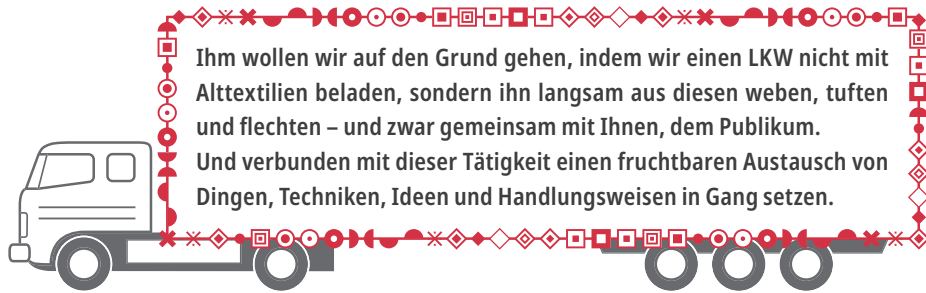 Ihm wollen wir auf den Grund gehen, indem wir einen LKW nicht mit
Alttextilien beladen, sondern ihn langsam aus diesen weben, tuften
und flechten – und zwar gemeinsam mit Ihnen, dem Publikum.
Und verbunden mit dieser Tätigkeit einen fruchtbaren Austausch von
Dingen, Techniken, Ideen und Handlungsweisen in Gang setzen.